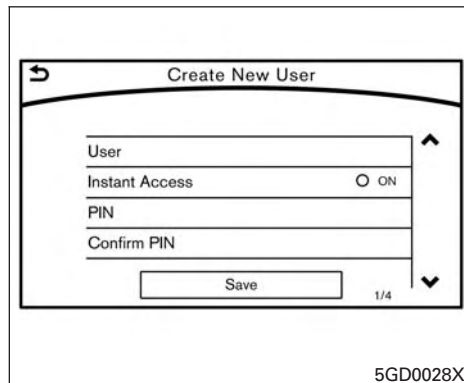 Create New User
User
Instant Access ON
PIN
Confirm PIN
Save
1/4
5GD0028X